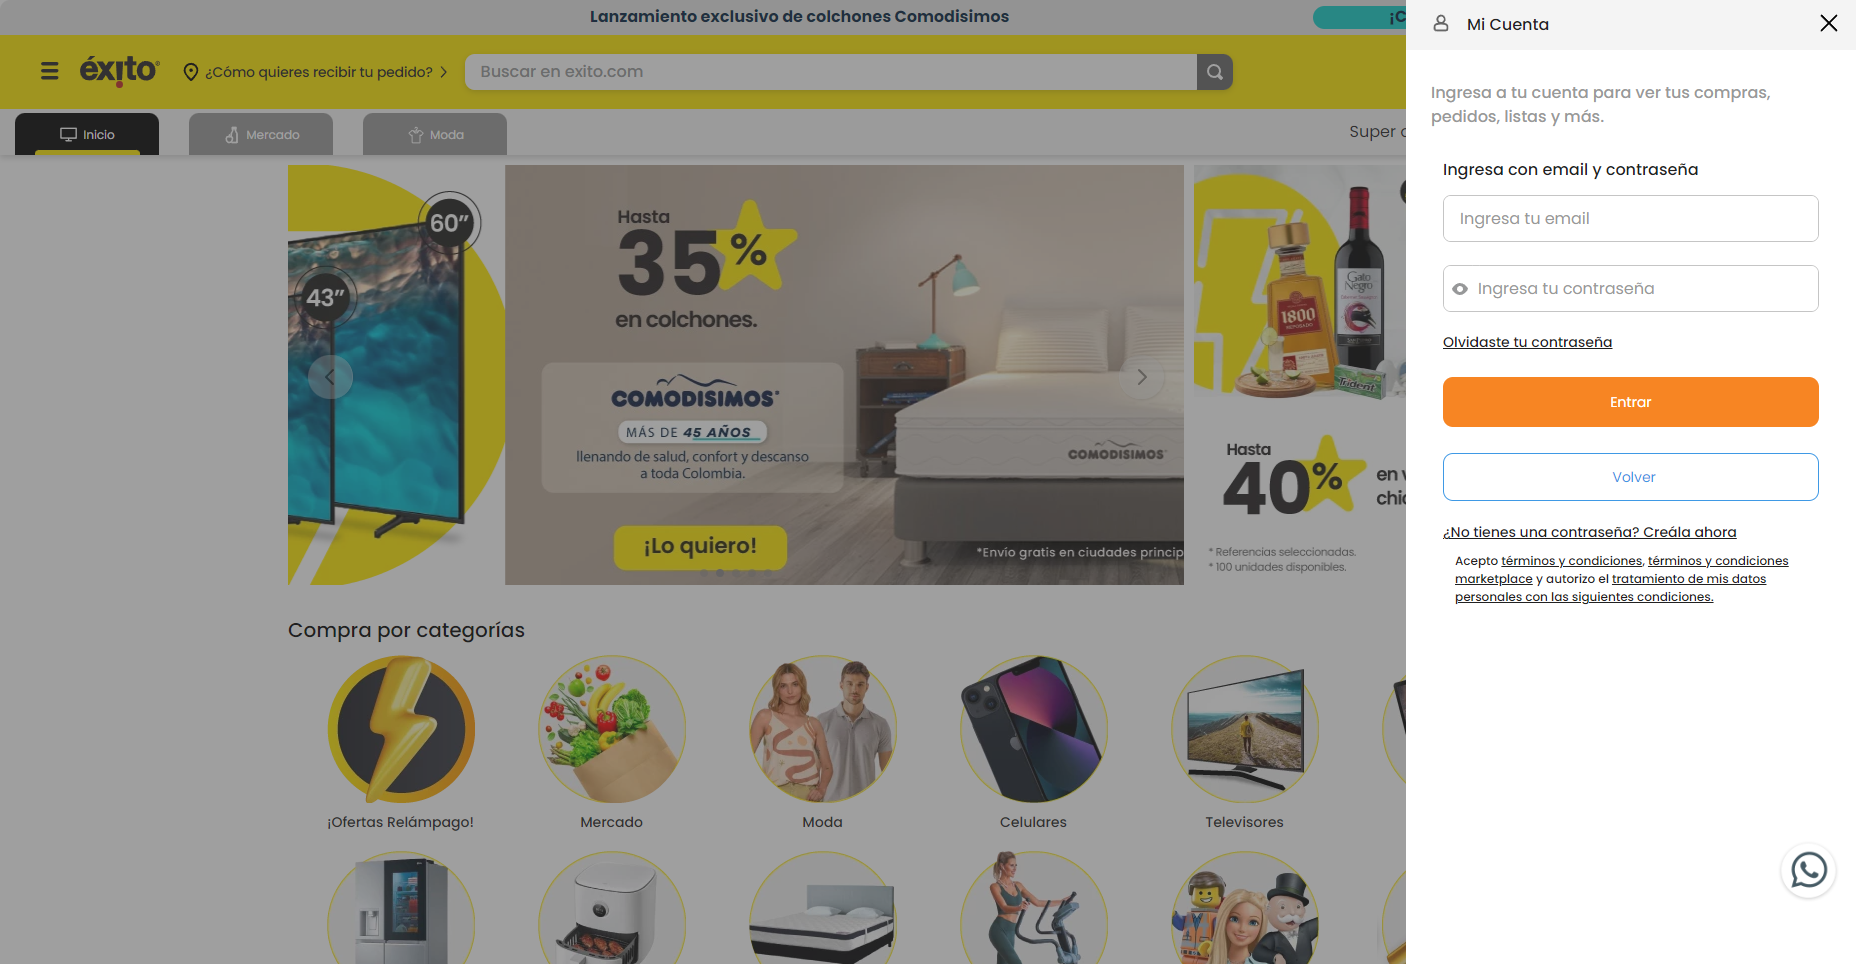 Lanzamiento exclusivo de colchones Comodisimos
éxito
¿Cómo quieres recibir tu pedido?
Buscar en exito.com
Inicio
Mercado
Moda
Super
60”
43”
Hasta
35%
en colchones.
COMODISIMOS
MÁS DE 45 AÑOS
llenando de salud, confort y descanso
a toda Colombia.
¡Lo quiero!
COMODISIMOS
*Envío gratis en ciudades princip
1800
REPOSADO
Gato
Negro
Trident
Hasta
40%
en
* Referencias seleccionadas.
* 100 unidades disponibles.
Compra por categorías
¡Ofertas Relámpago!
Mercado
Moda
Celulares
Televisores
Mi Cuenta
Ingresa a tu cuenta para ver tus compras,
pedidos, listas y más.
Ingresa con email y contraseña
Ingresa tu email
Ingresa tu contraseña
Olvidaste tu contraseña
Entrar
Volver
¿No tienes una contraseña? Creála ahora
Acepto términos y condiciones, términos y condiciones
marketplace y autorizo el tratamiento de mis datos
personales con las siguientes condiciones.